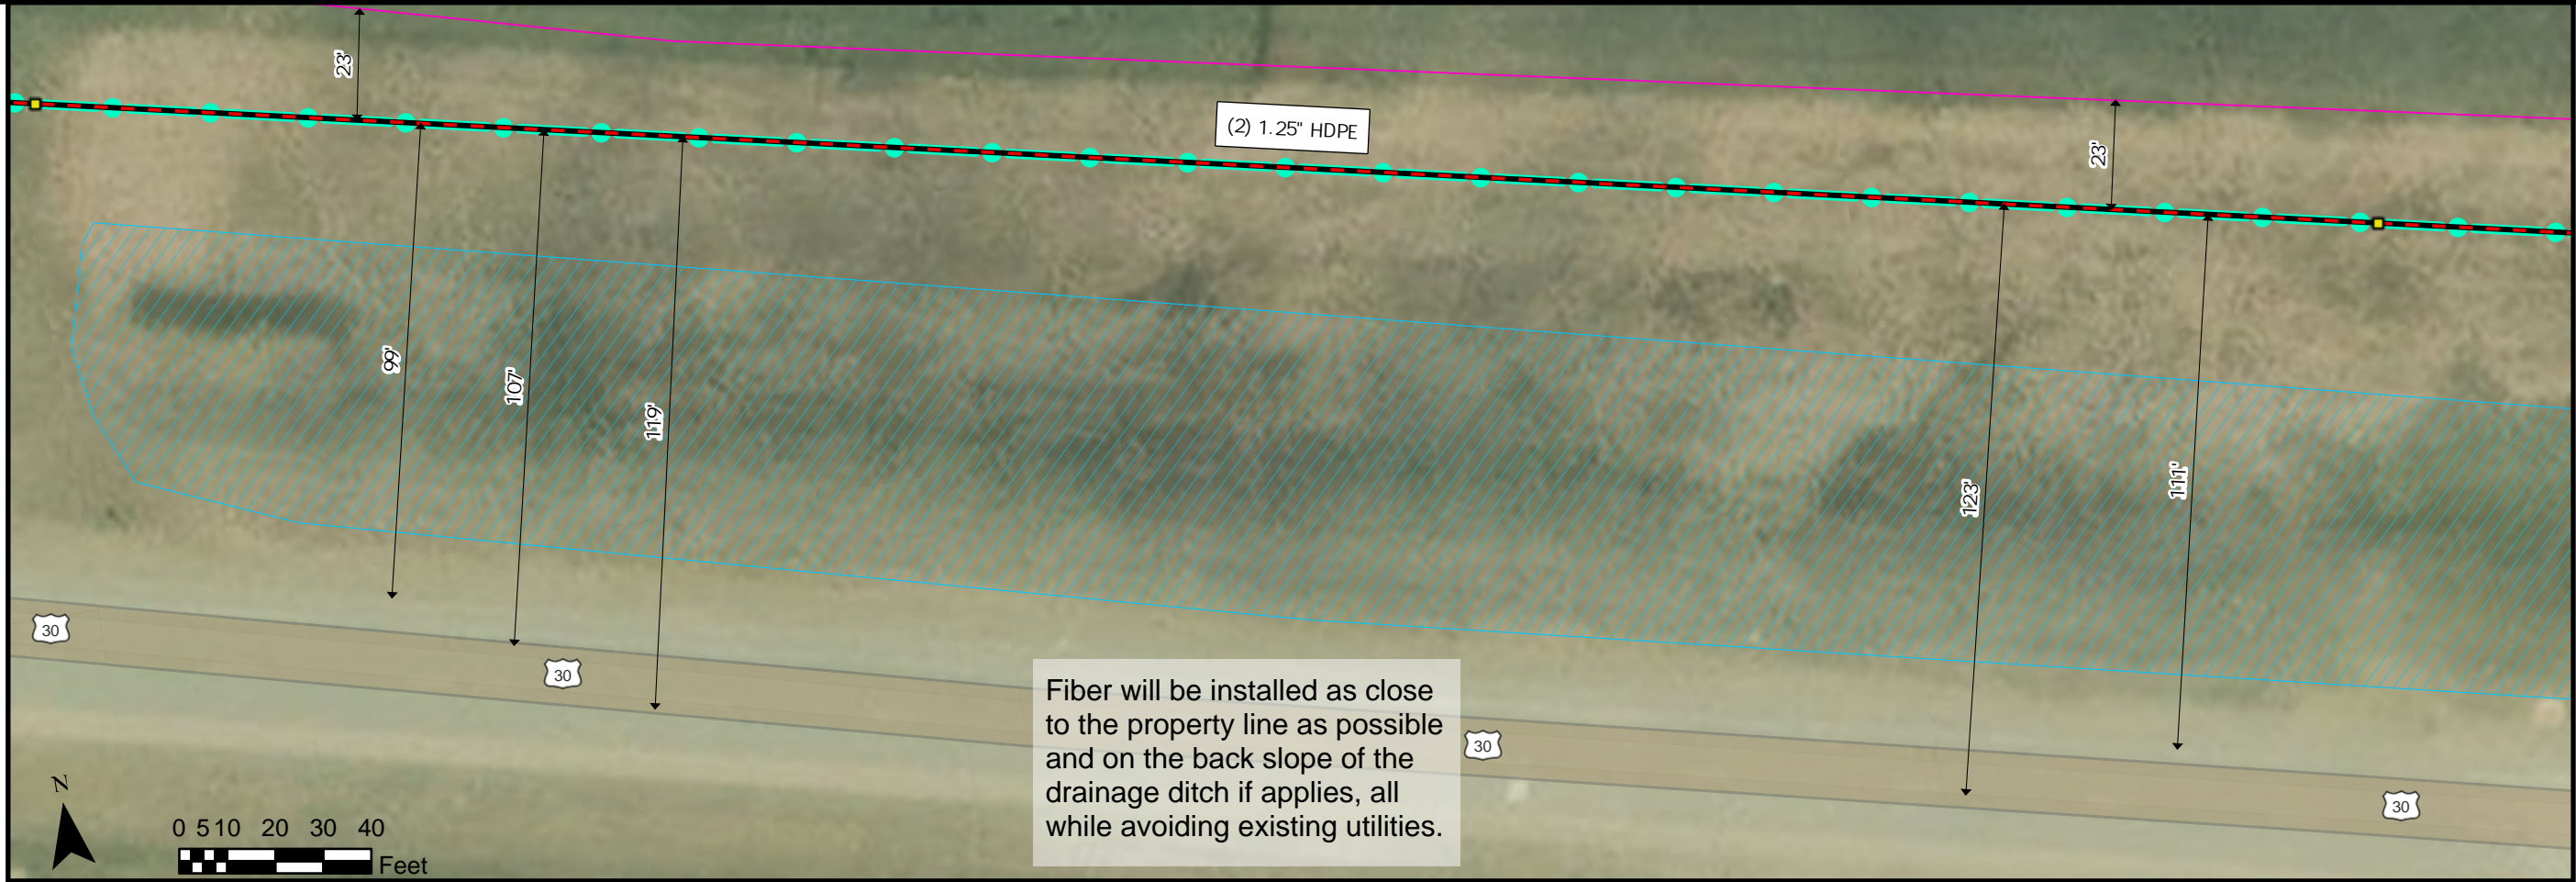 23'
(2) 1.25" HDPE
23'
99'
107'
119'
123'
111'
30
30
30
30
Fiber will be installed as close
to the property line as possible
and on the back slope of the
drainage ditch if applies, all
while avoiding existing utilities.
N
0 5 10 20 30 40
Feet